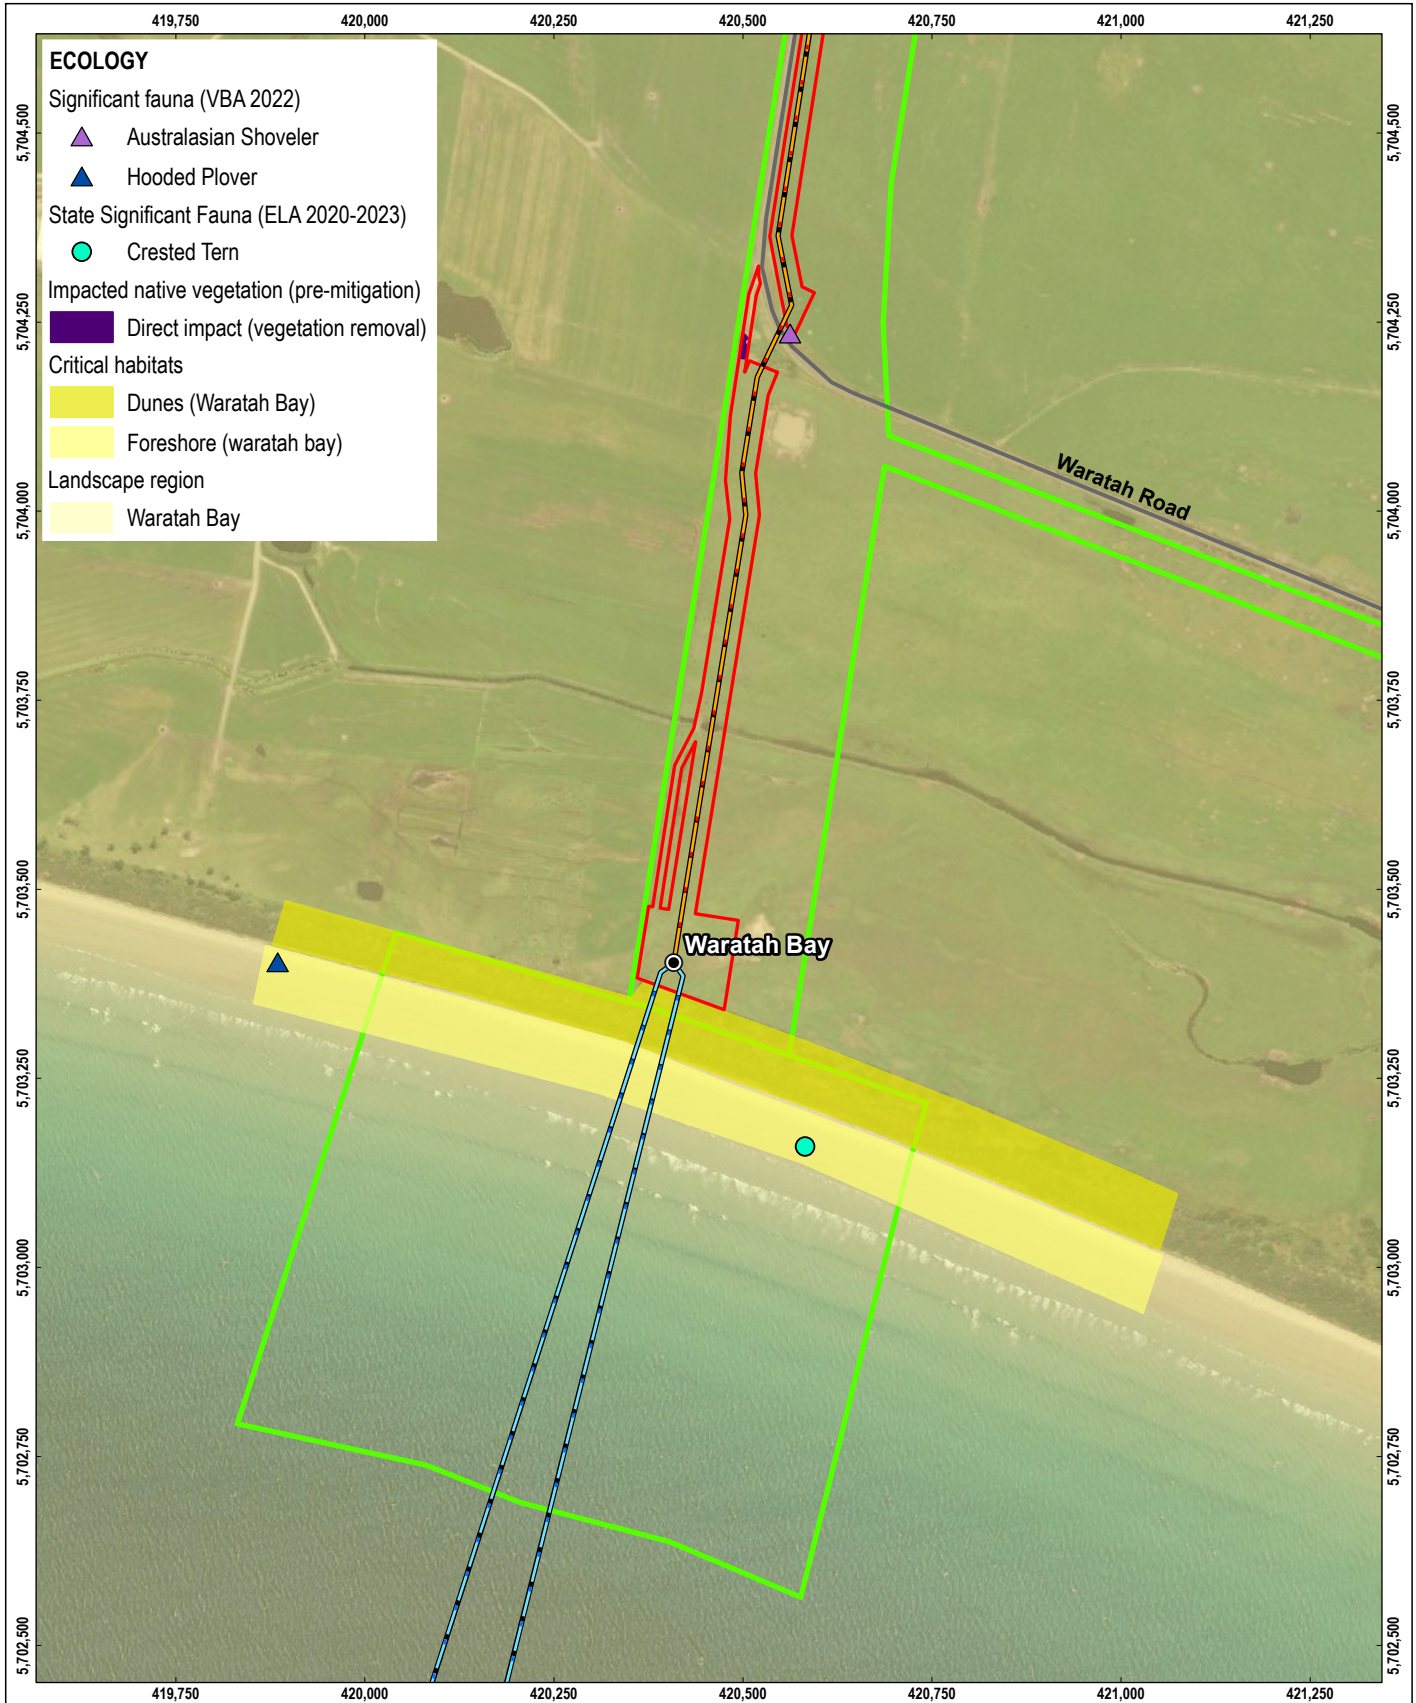 419,750 420,000 420,250 420,500 420,750 421,000 421,250
ECOLOGY
Significant fauna (VBA 2022)
Australasian Shoveler
Hooded Plover
State Significant Fauna (ELA 2020-2023)
Crested Tern
Impacted native vegetation (pre-mitigation)
Direct impact (vegetation removal)
Critical habitats
Dunes (Waratah Bay)
Foreshore (waratah bay)
Landscape region
Waratah Bay
5,704,500 5,704,500
5,704,250 5,704,250
Waratah Road
5,704,000 5,704,000
5,703,750 5,703,750
5,703,500 5,703,500
Waratah Bay
5,703,250 5,703,250
5,703,000 5,703,000
5,702,750 5,702,750
5,702,500 5,702,500
419,750 420,000 420,250 420,500 420,750 421,000 421,250